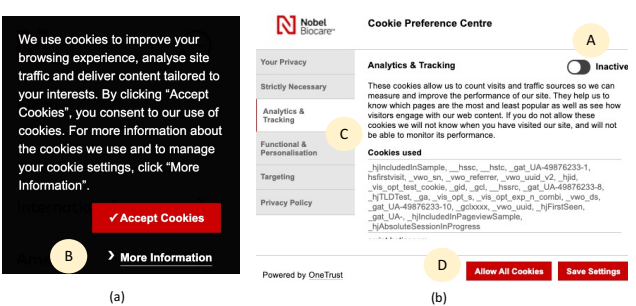 We use cookies to improve your
browsing experience, analyse site
traffic and deliver content tailored to
your interests. By clicking “Accept
Cookies”, you consent to our use of
cookies. For more information about
the cookies we use and to manage
your cookie settings, click “More
Information”.
✓Accept Cookies
B
› More Information
(a)
Nobel
Biocare
Cookie Preference Centre
A
Your Privacy
Strictly Necessary
Analytics &
Tracking
C
Functional &
Personalisation
Targeting
Privacy Policy
Analytics & Tracking
Inactive
These cookies allow us to count visits and traffic sources so we can
measure and improve the performance of our site. They help us to
know which pages are the most and least popular as well as see how
visitors engage with our web content. If you do not allow these
cookies we will not know when you have visited our site, and will not
be able to monitor its performance.
Cookies used
_hjIncludedInSample, __hssc, __hstc, _gat_UA-49876233-1,
hsfirstvisit, _vwo_sn, _vwo_referrer, _vwo_uuid_v2, _hjid,
_vis_opt_test_cookie, _gid, _gcl, __hssrc, _gat_UA-49876233-8,
_hjTLDTest, _ga, _vis_opt_s, _vis_opt_exp_n_combi, _vwo_ds,
_gat_UA-49876233-10, _gclxxxx, _vwo_uuid, _hjFirstSeen,
_gat_UA-, _hjIncludedInPageviewSample,
_hjAbsoluteSessionInProgress
Powered by OneTrust
D
Allow All Cookies
Save Settings
(b)